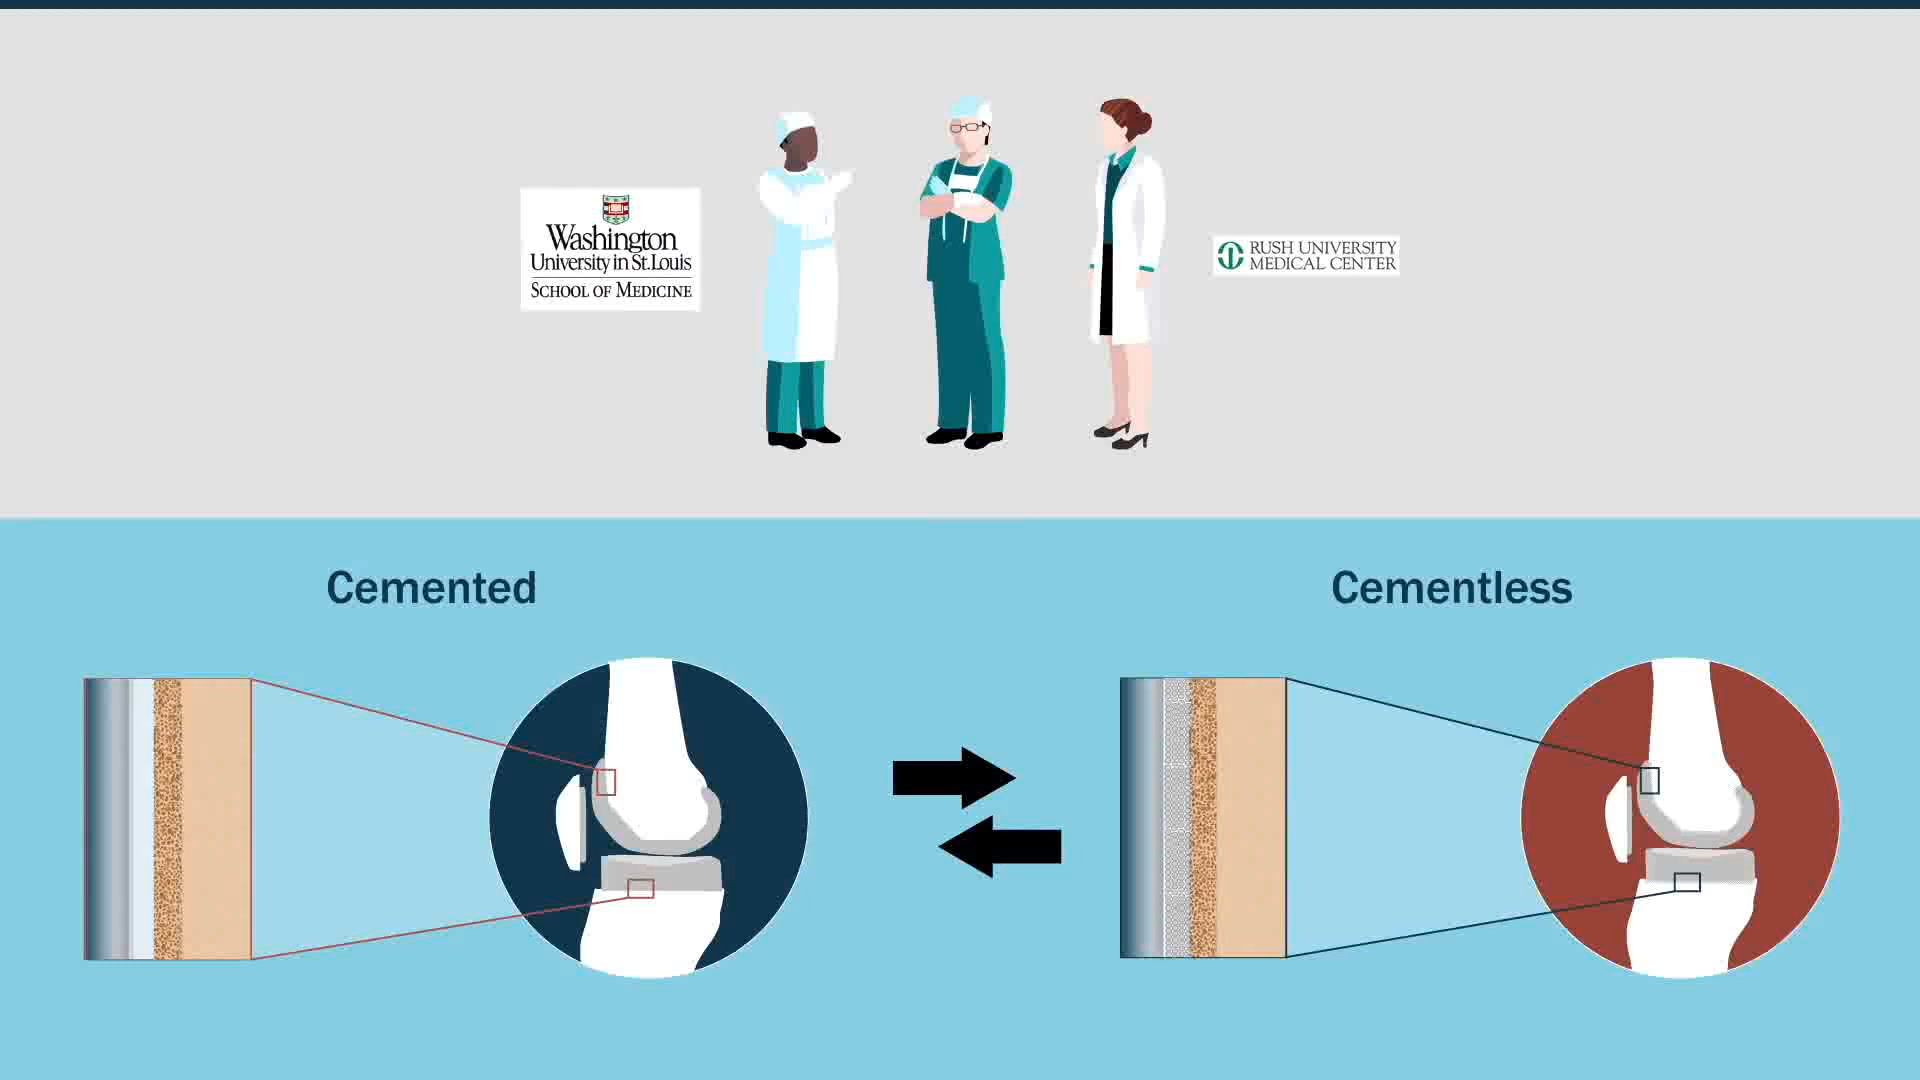 Washington
University in St. Louis
SCHOOL OF MEDICINE
RUSH UNIVERSITY
MEDICAL CENTER
Cemented
Cementless